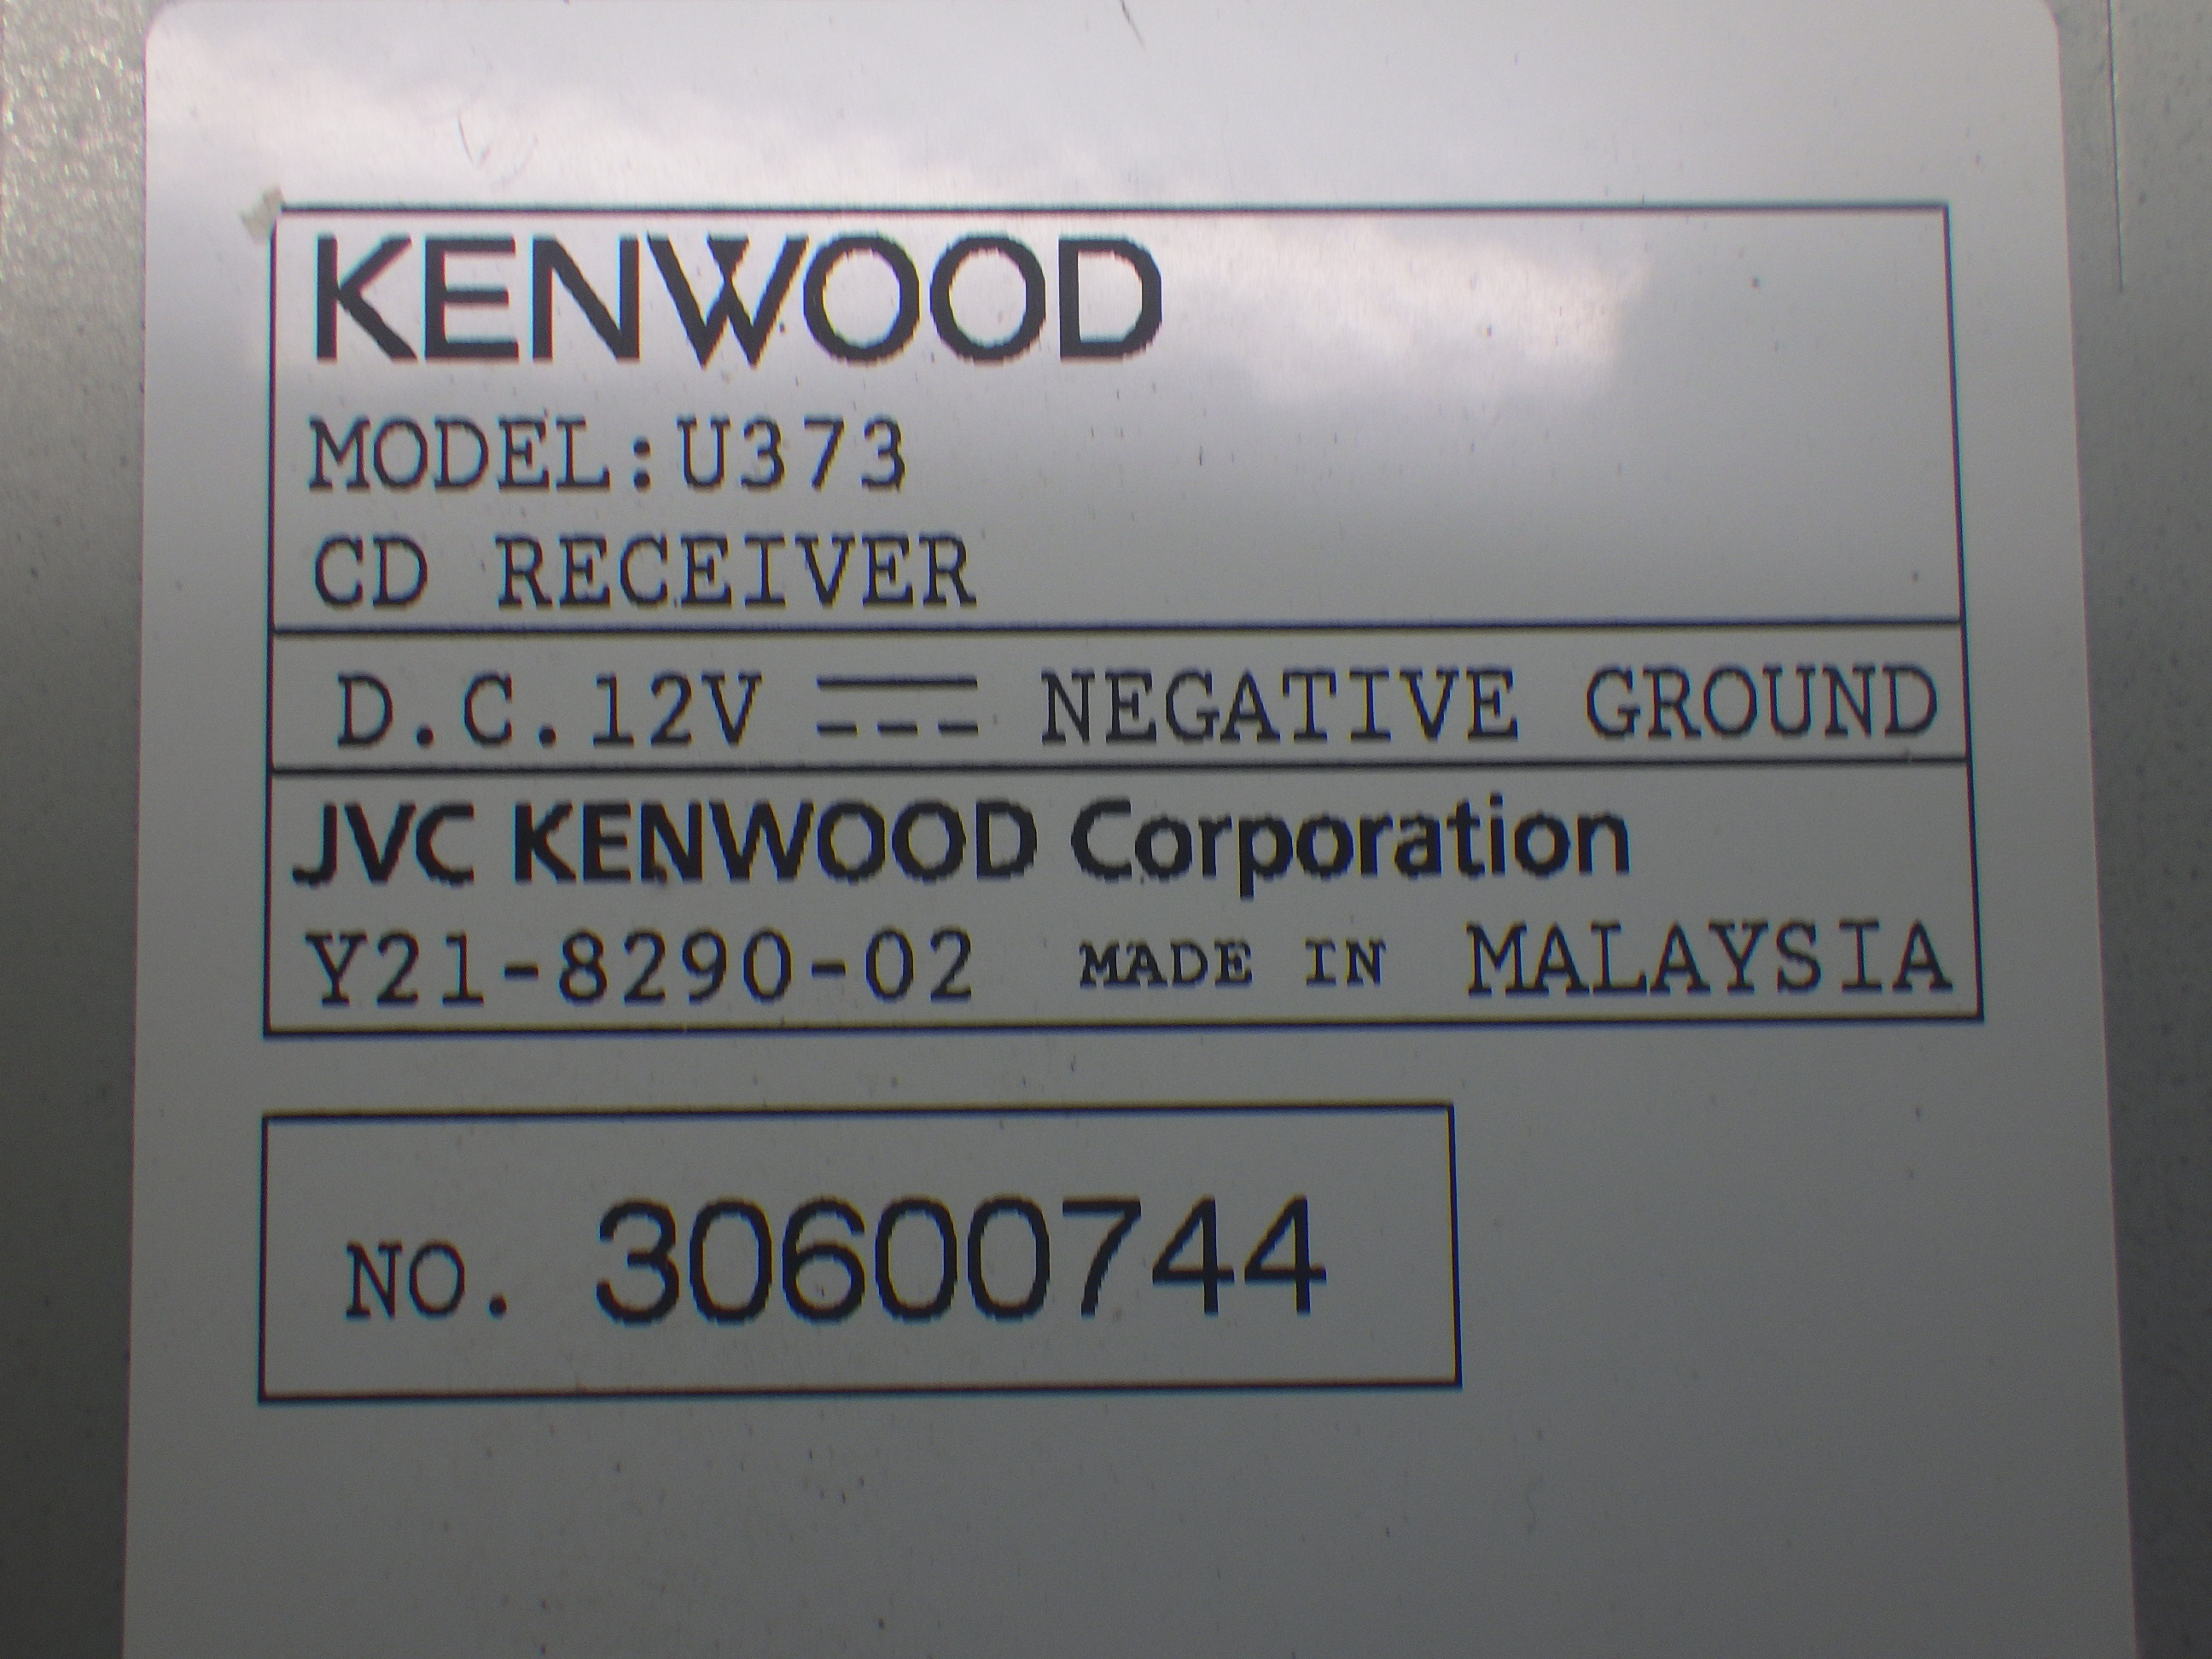 KENWOOD
MODEL:U373
CD RECEIVER
D.C.12V ⎓ NEGATIVE GROUND
JVC KENWOOD Corporation
Y21-8290-02 MADE IN MALAYSIA
NO. 30600744